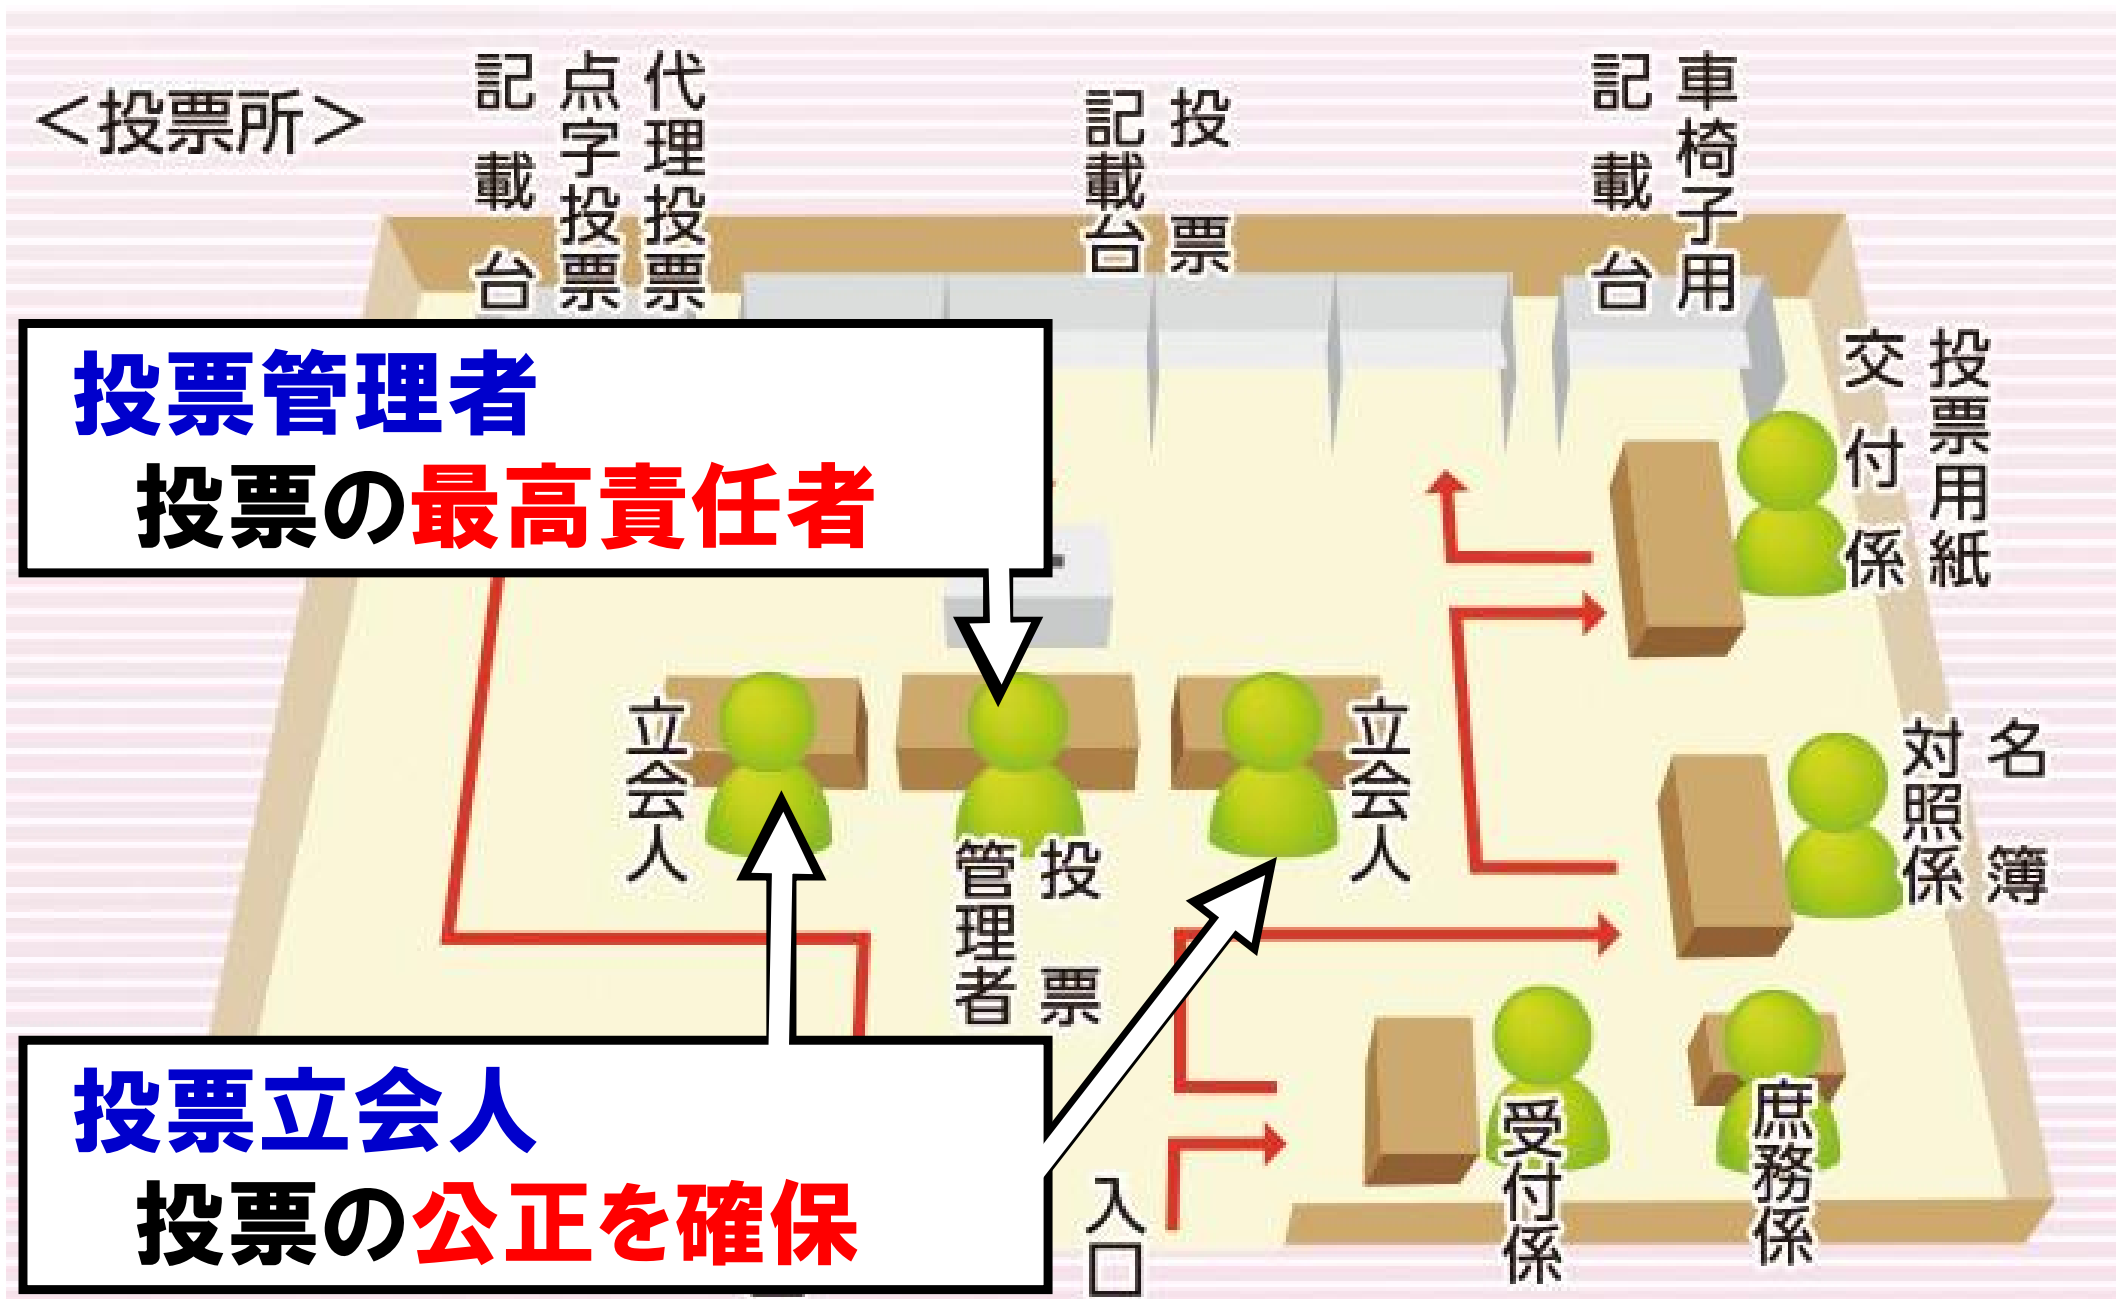 ＜投票所＞
代理投票
点字投票
記載台
投票
記載台
車椅子用
記載台
投票用紙
交付係
投票管理者
投票の最高責任者
立会人
投票
管理者
立会人
名簿
対照係
投票立会人
投票の公正を確保
入口
受付係
庶務係